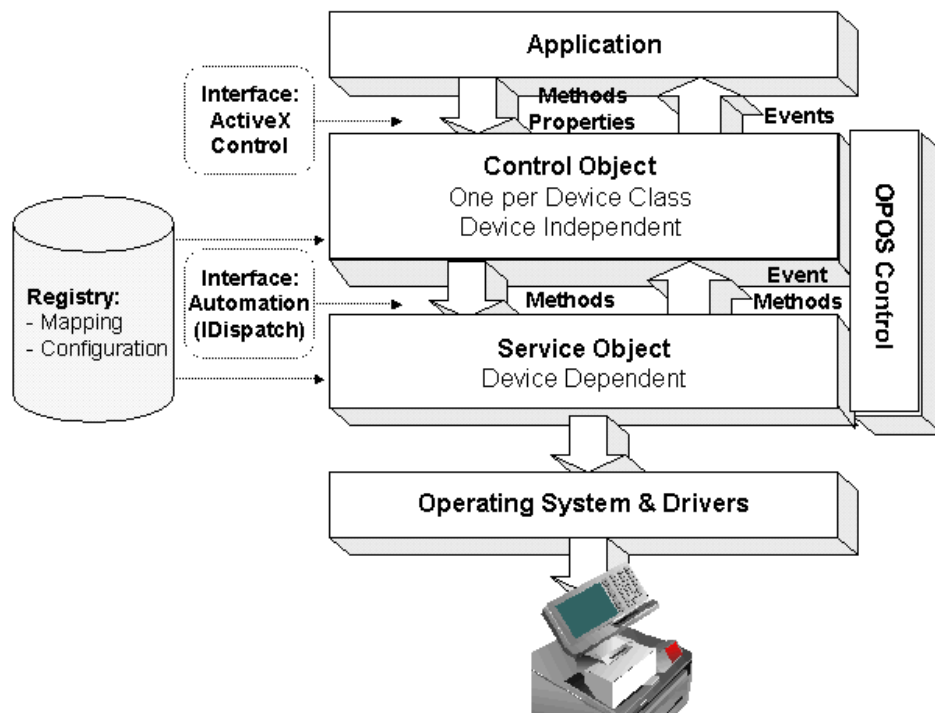 Application
Interface:
ActiveX
Control
Methods
Properties
Events
Control Object
One per Device Class
Device Independent
OPOS Control
Registry:
- Mapping
- Configuration
Interface:
Automation
(IDispatch)
Methods
Event
Methods
Service Object
Device Dependent
Operating System & Drivers